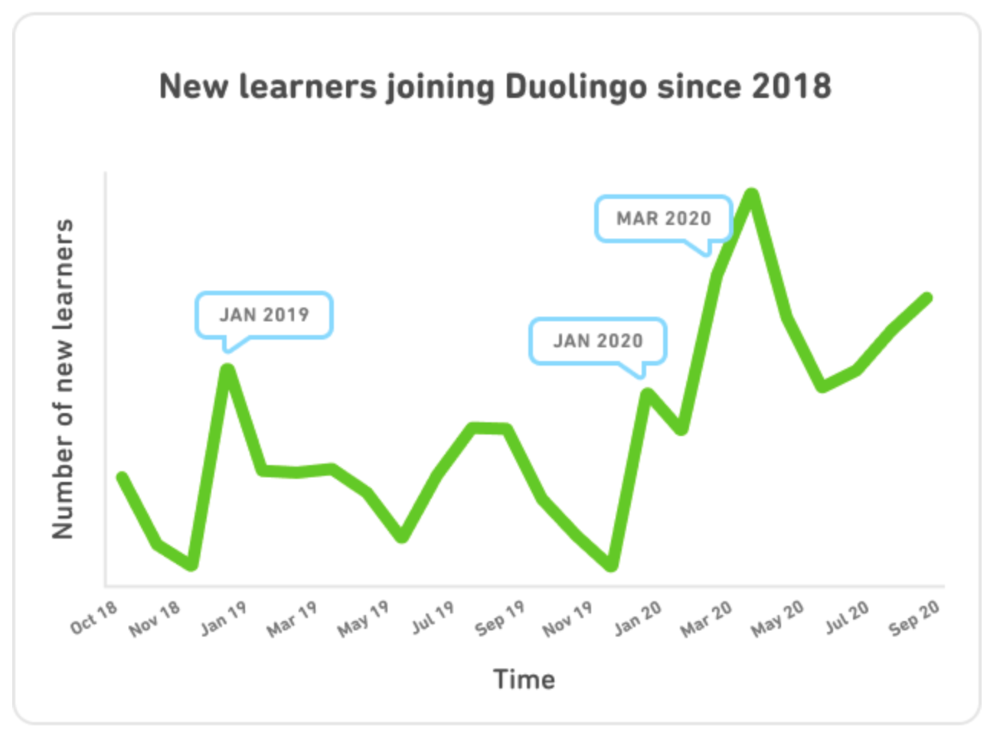 New learners joining Duolingo since 2018
Number of new learners
JAN 2019
JAN 2020
MAR 2020
Oct 18
Nov 18
Jan 19
Mar 19
May 19
Jul 19
Sep 19
Nov 19
Jan 20
Mar 20
May 20
Jul 20
Sep 20
Time